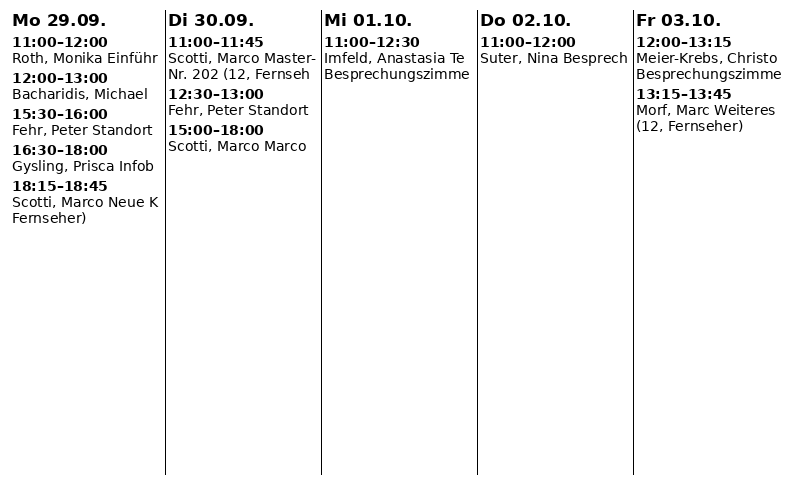 Mo 29.09.
11:00–12:00
Roth, Monika Einführ
12:00–13:00
Bacharidis, Michael
15:30–16:00
Fehr, Peter Standort
16:30–18:00
Gysling, Prisca Infob
18:15–18:45
Scotti, Marco Neue K
Fernseher)
Di 30.09.
11:00–11:45
Scotti, Marco Master-
Nr. 202 (12, Fernseh
12:30–13:00
Fehr, Peter Standort
15:00–18:00
Scotti, Marco Marco
Mi 01.10.
11:00–12:30
Imfeld, Anastasia Te
Besprechungszimme
Do 02.10.
11:00–12:00
Suter, Nina Besprech
Fr 03.10.
12:00–13:15
Meier-Krebs, Christo
Besprechungszimme
13:15–13:45
Morf, Marc Weiteres
(12, Fernseher)